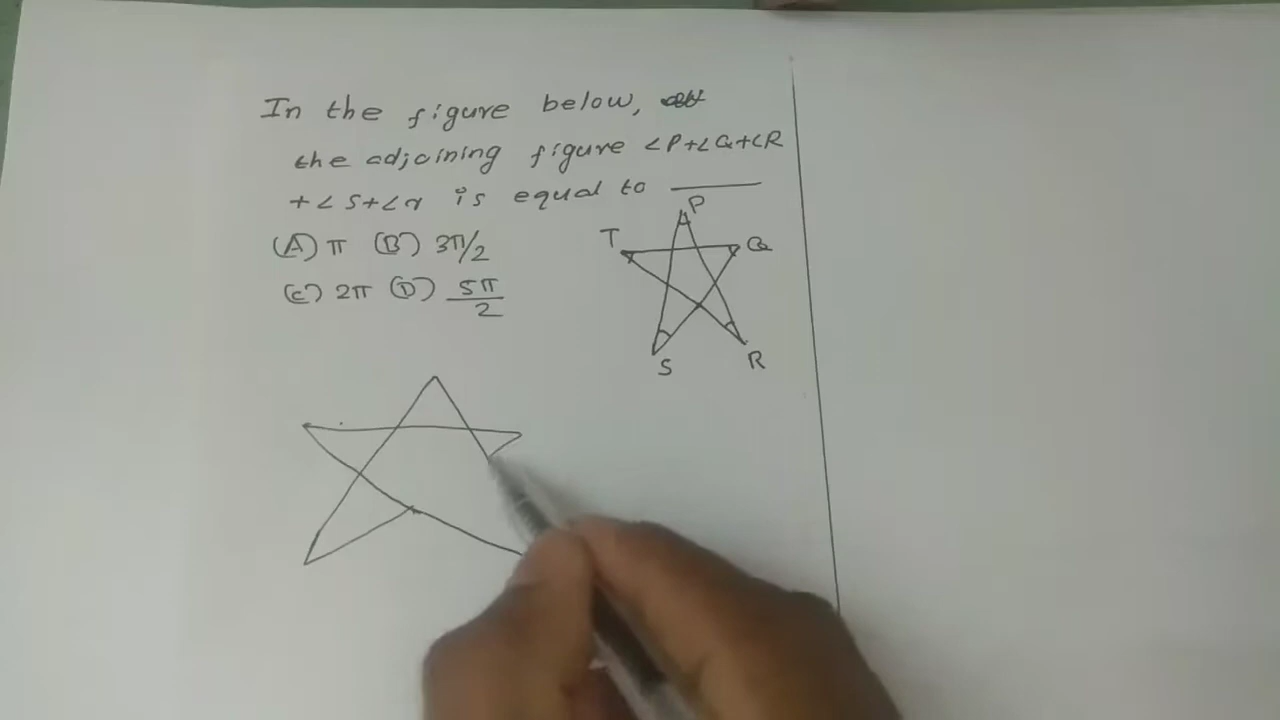 In the figure below,
the adjoining figure ∠P+∠Q+∠R
+∠S+∠T is equal to ____
(A) π (B) 3π/2
(C) 2π (D) 5π/2
P
T Q
S R